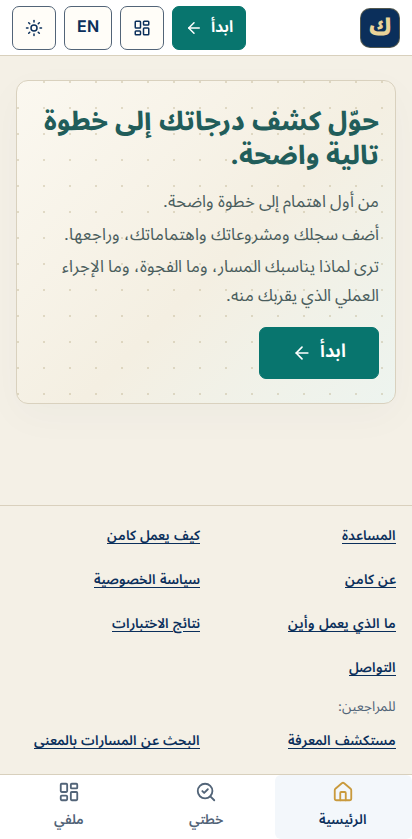 ك
ابدأ
EN
حوّل كشف درجاتك إلى خطوة
تالية واضحة.
من أول اهتمام إلى خطوة واضحة.
أضف سجلك ومشروعاتك واهتماماتك، وراجعها.
ترى لماذا يناسبك المسار، وما الفجوة، وما الإجراء
العملي الذي يقربك منه.
ابدأ
المساعدة
كيف يعمل كامن
عن كامن
سياسة الخصوصية
ما الذي يعمل وأين
نتائج الاختبارات
التواصل
للمراجعين:
مستكشف المعرفة
البحث عن المسارات بالمعنى
الرئيسية
خطتي
ملفي